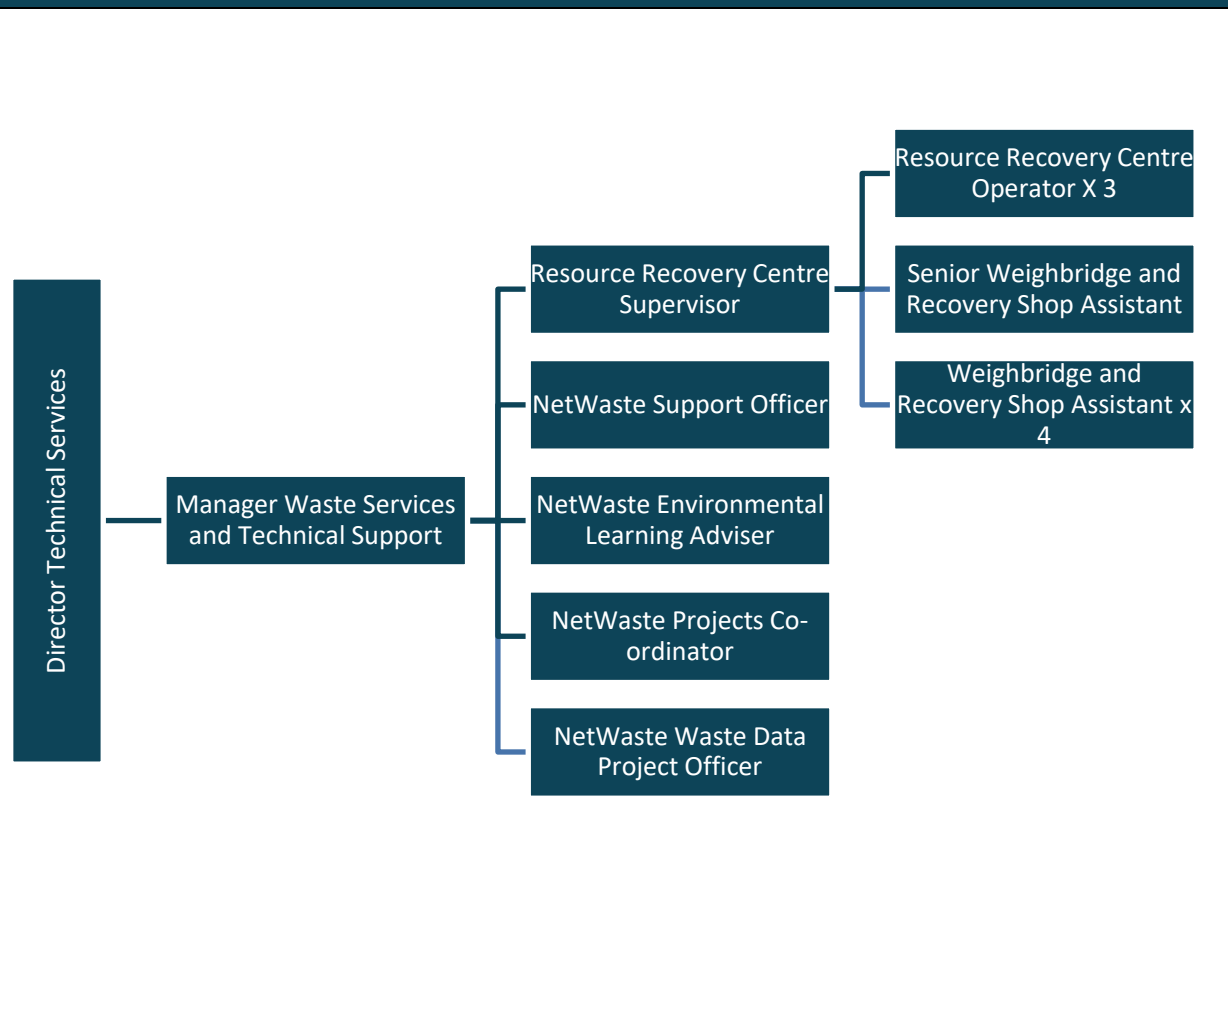 Director Technical Services
Manager Waste Services
and Technical Support
Resource Recovery Centre
Supervisor
NetWaste Support Officer
NetWaste Environmental
Learning Adviser
NetWaste Projects Co-
ordinator
NetWaste Waste Data
Project Officer
Resource Recovery Centre
Operator X 3
Senior Weighbridge and
Recovery Shop Assistant
Weighbridge and
Recovery Shop Assistant x
4